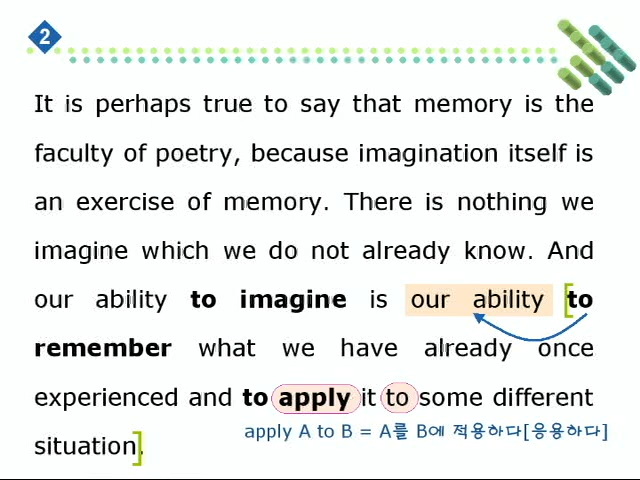 2
It is perhaps true to say that memory is the
faculty of poetry, because imagination itself is
an exercise of memory. There is nothing we
imagine which we do not already know. And
our ability to imagine is our ability [to
remember what we have already once
experienced and to apply it to some different
situation].
apply A to B = A를 B에 적용하다[응용하다]